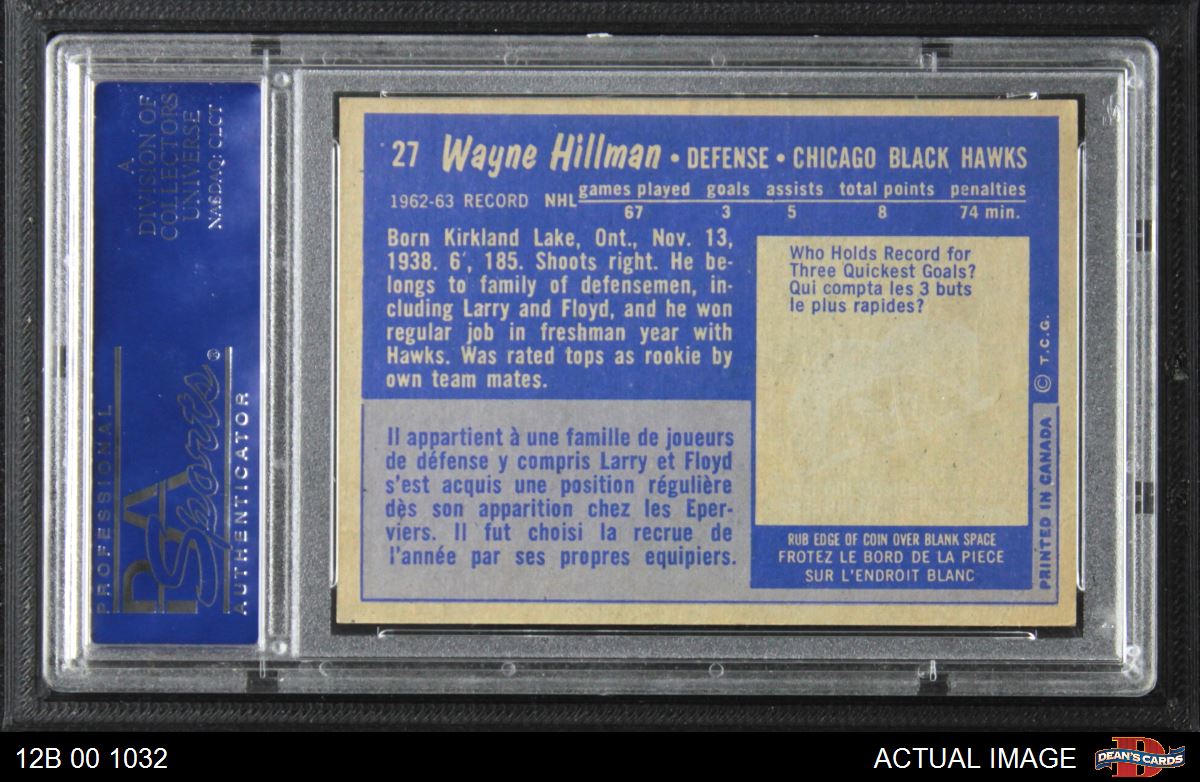 A
DIVISION OF
COLLECTORS
UNIVERSE
NASDAQ: CLCT
PROFESSIONAL
PSA
Sports®
AUTHENTICATOR
27 Wayne Hillman • DEFENSE • CHICAGO BLACK HAWKS
games played goals assists total points penalties
1962-63 RECORD NHL
67 3 5 8 74 min.
Born Kirkland Lake, Ont., Nov. 13,
1938. 6', 185. Shoots right. He be-
longs to family of defensemen, in-
cluding Larry and Floyd, and he won
regular job in freshman year with
Hawks. Was rated tops as rookie by
own team mates.
Il appartient à une famille de joueurs
de défense y compris Larry et Floyd
s'est acquis une position régulière
dès son apparition chez les Eper-
viers. Il fut choisi la recrue de
l'année par ses propres equipiers.
Who Holds Record for
Three Quickest Goals?
Qui compta les 3 buts
le plus rapides?
RUB EDGE OF COIN OVER BLANK SPACE
FROTEZ LE BORD DE LA PIECE
SUR L'ENDROIT BLANC
PRINTED IN CANADA © T.C.G.
12B 00 1032
ACTUAL IMAGE
DEAN'S CARDS